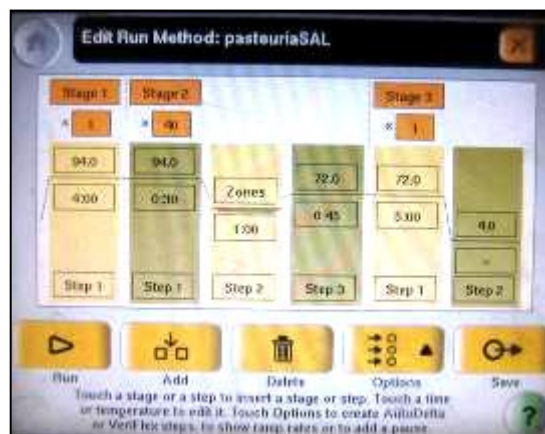 Edit Run Method: pasteuriaSAL
Stage 1 Stage 2 Stage 3
x 1 x 40 x 1
94.0 94.0 Zones 72.0 72.0 4.0
4:00 0:30 1:00 0:45 5:00 ∞
Step 1 Step 1 Step 2 Step 3 Step 1 Step 2
Run Add Delete Options Save
Touch a stage or a step to insert a stage or step. Touch a time
or temperature to edit it. Touch Options to create AutoDelta
or VeriFlex steps, to show ramp rates or to add a pause.
?